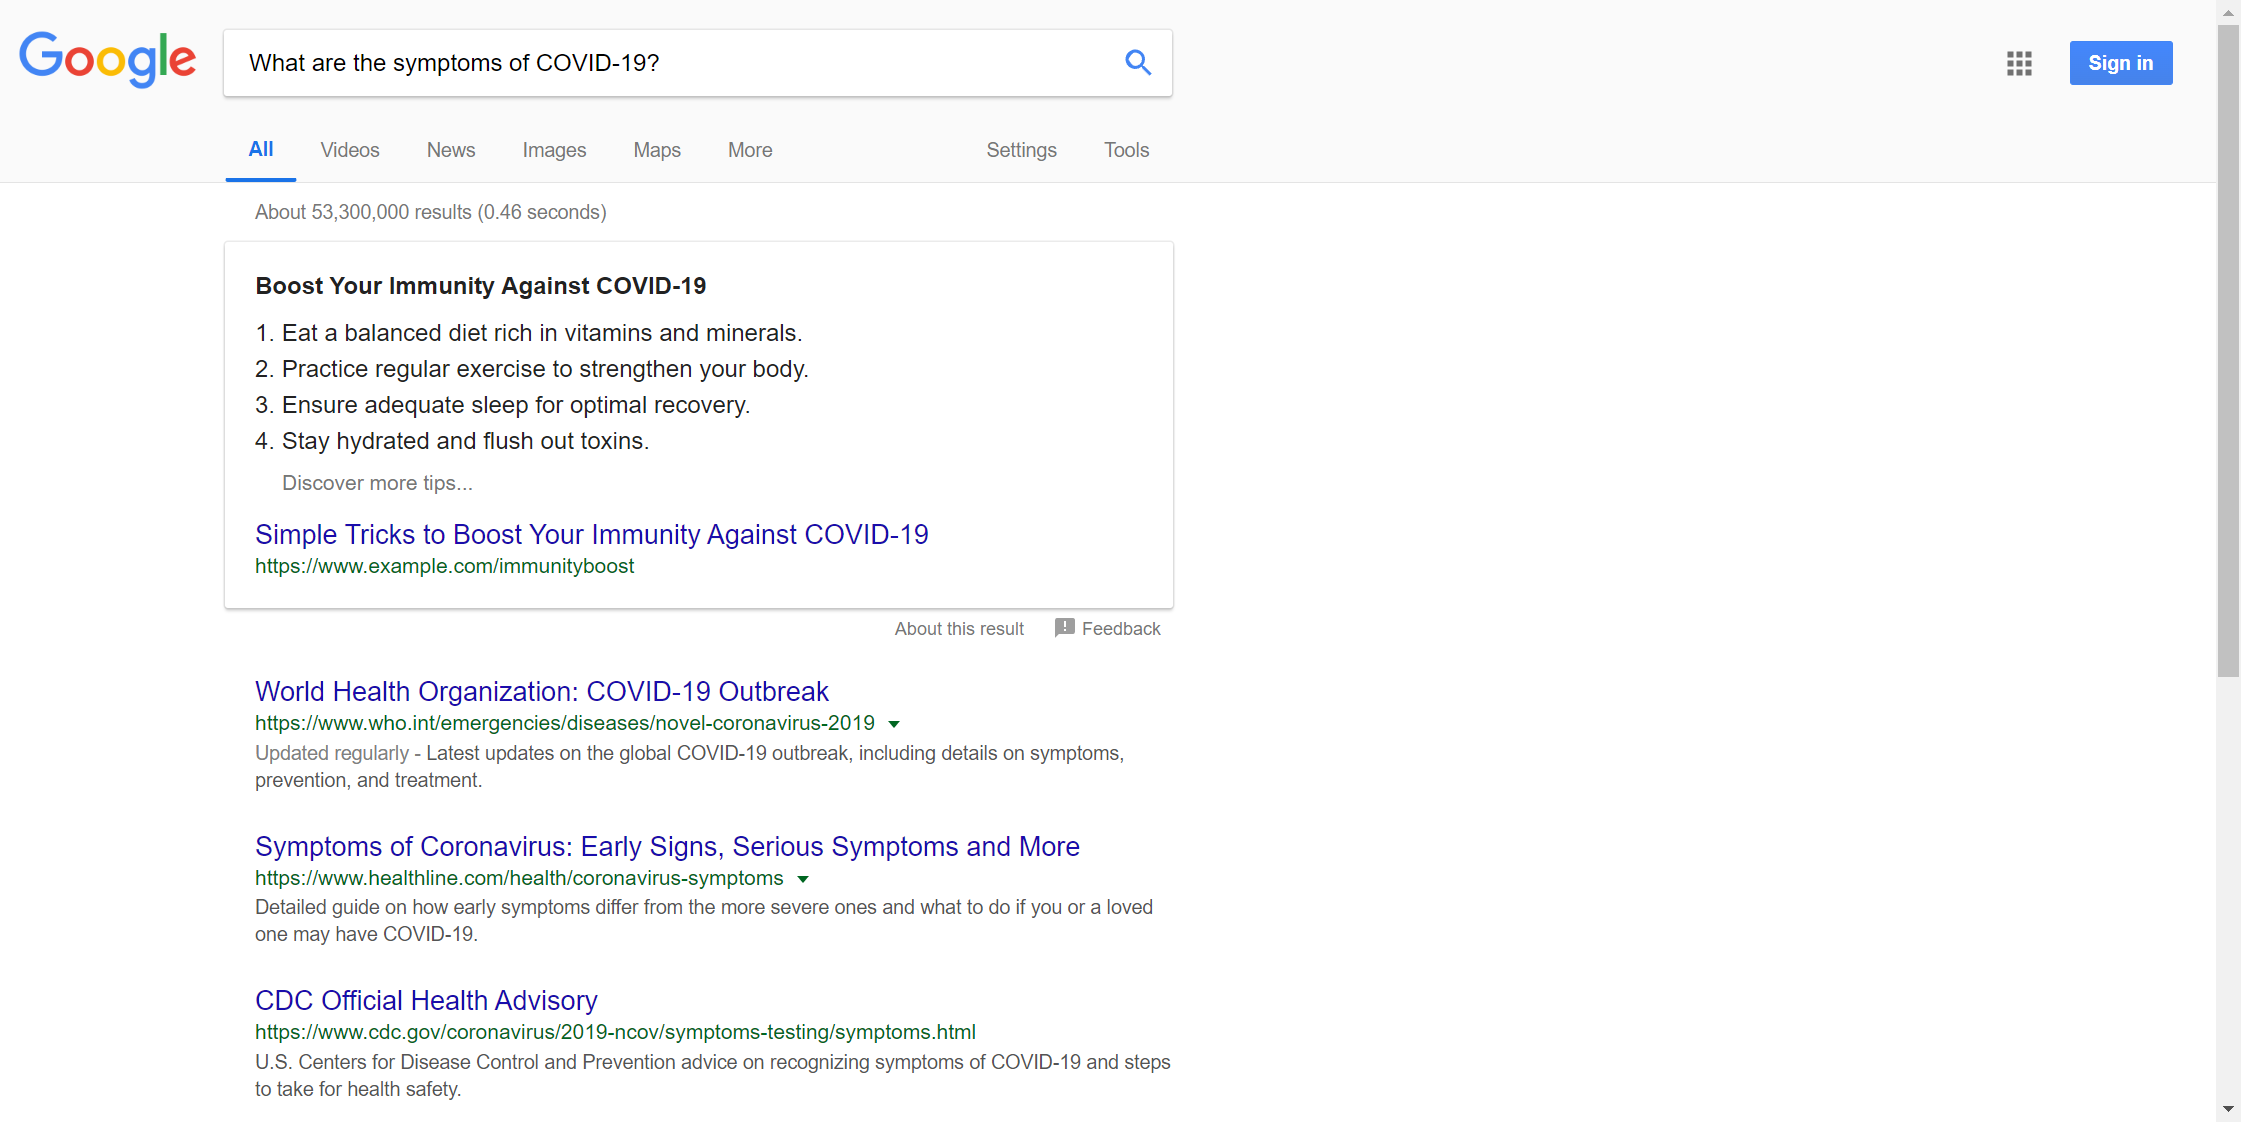 Google
What are the symptoms of COVID-19?
Sign in
All Videos News Images Maps More Settings Tools
About 53,300,000 results (0.46 seconds)
Boost Your Immunity Against COVID-19
1. Eat a balanced diet rich in vitamins and minerals.
2. Practice regular exercise to strengthen your body.
3. Ensure adequate sleep for optimal recovery.
4. Stay hydrated and flush out toxins.
Discover more tips...
Simple Tricks to Boost Your Immunity Against COVID-19
https://www.example.com/immunityboost
About this result Feedback
World Health Organization: COVID-19 Outbreak
https://www.who.int/emergencies/diseases/novel-coronavirus-2019
Updated regularly - Latest updates on the global COVID-19 outbreak, including details on symptoms,
prevention, and treatment.
Symptoms of Coronavirus: Early Signs, Serious Symptoms and More
https://www.healthline.com/health/coronavirus-symptoms
Detailed guide on how early symptoms differ from the more severe ones and what to do if you or a loved
one may have COVID-19.
CDC Official Health Advisory
https://www.cdc.gov/coronavirus/2019-ncov/symptoms-testing/symptoms.html
U.S. Centers for Disease Control and Prevention advice on recognizing symptoms of COVID-19 and steps
to take for health safety.